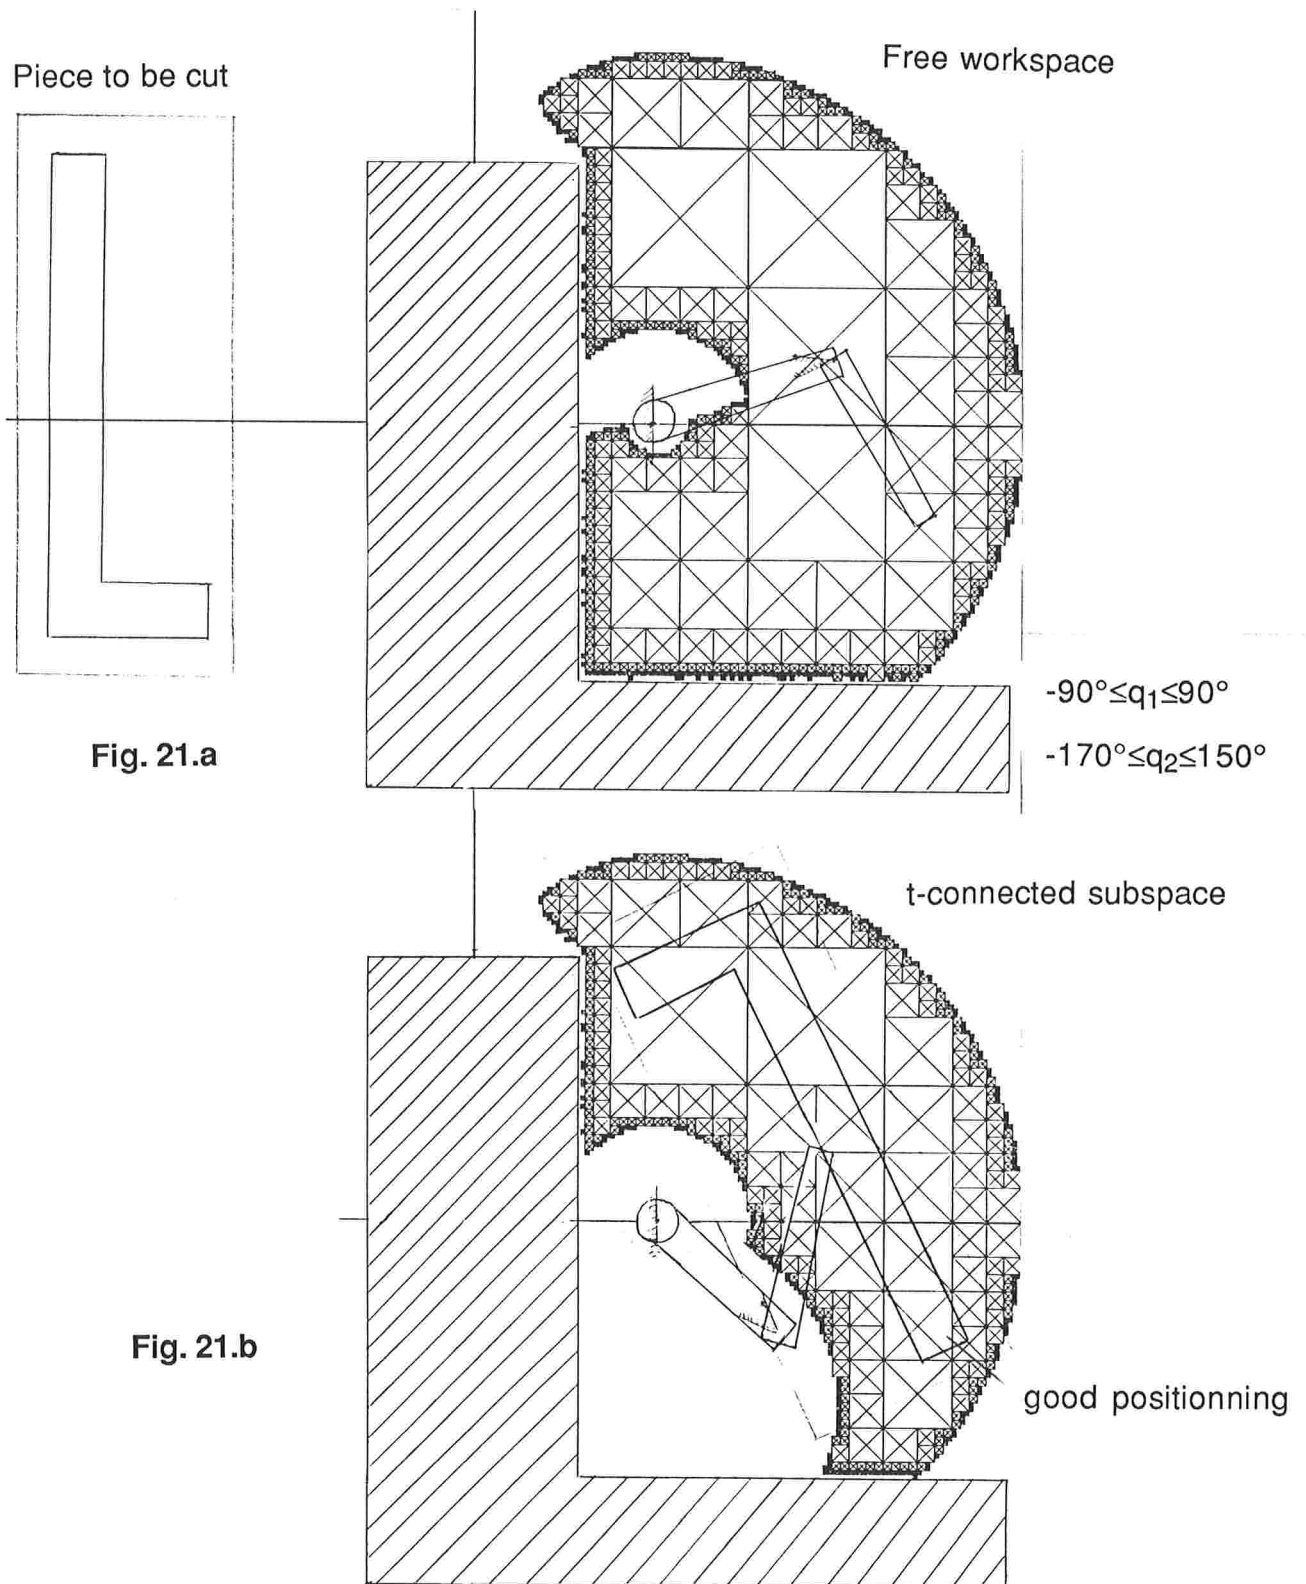 Piece to be cut
Free workspace
Fig. 21.a
-90°≤q₁≤90°
-170°≤q₂≤150°
t-connected subspace
Fig. 21.b
good positionning